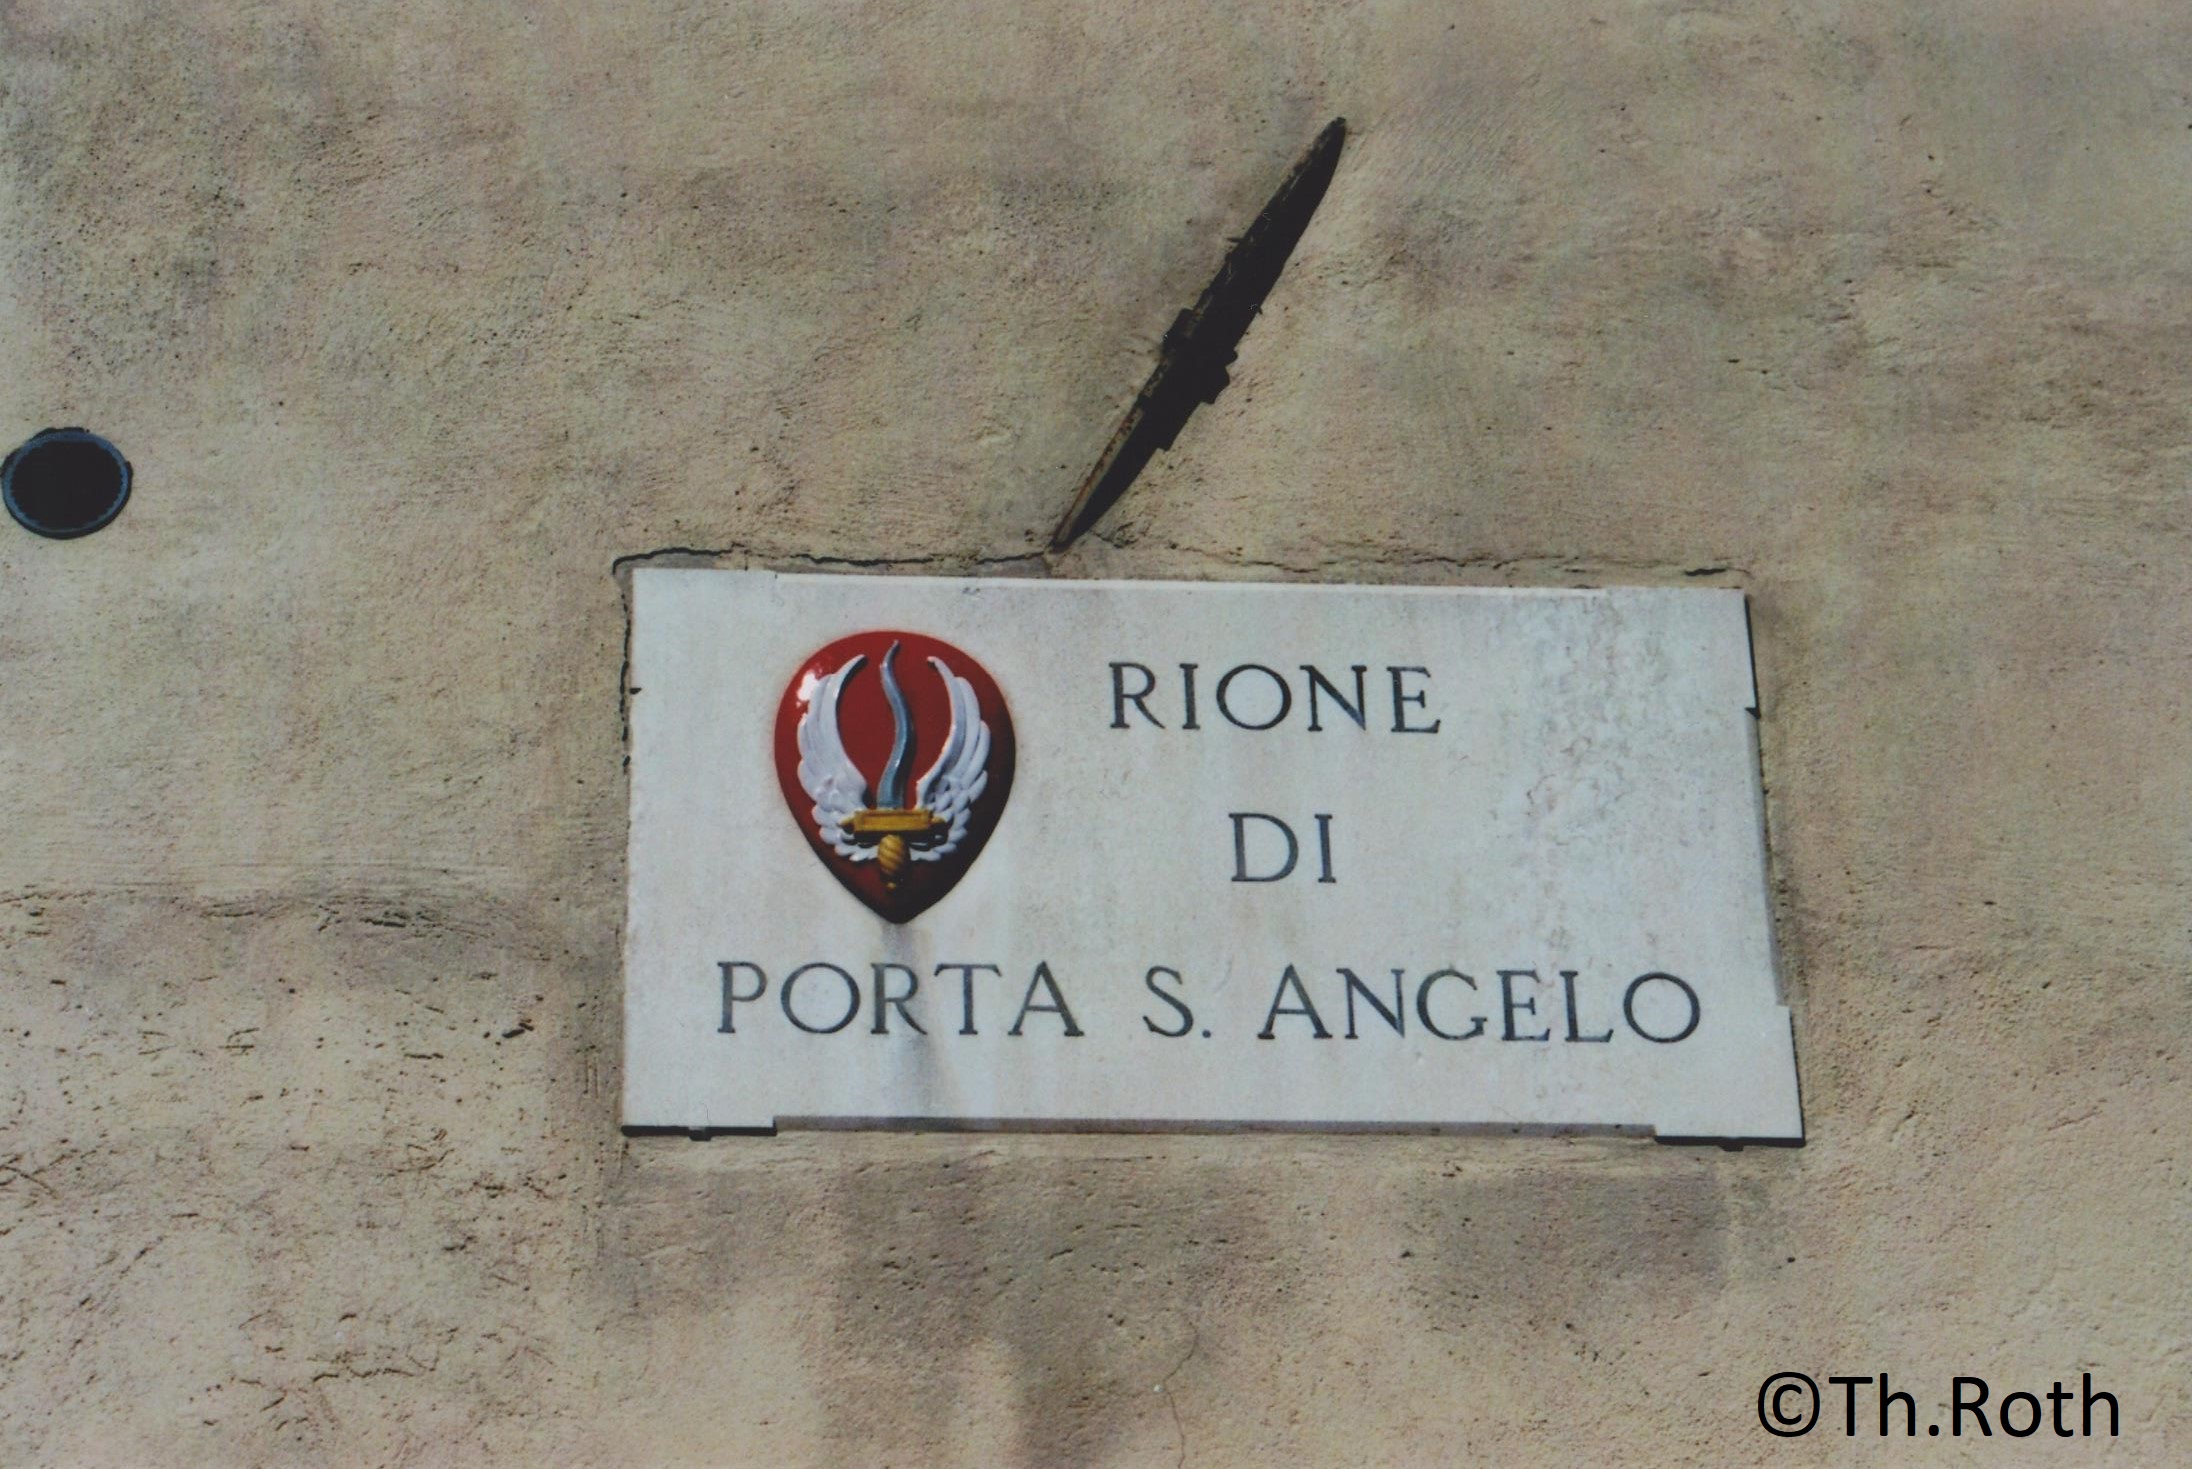 RIONE
DI
PORTA S. ANGELO
©Th.Roth